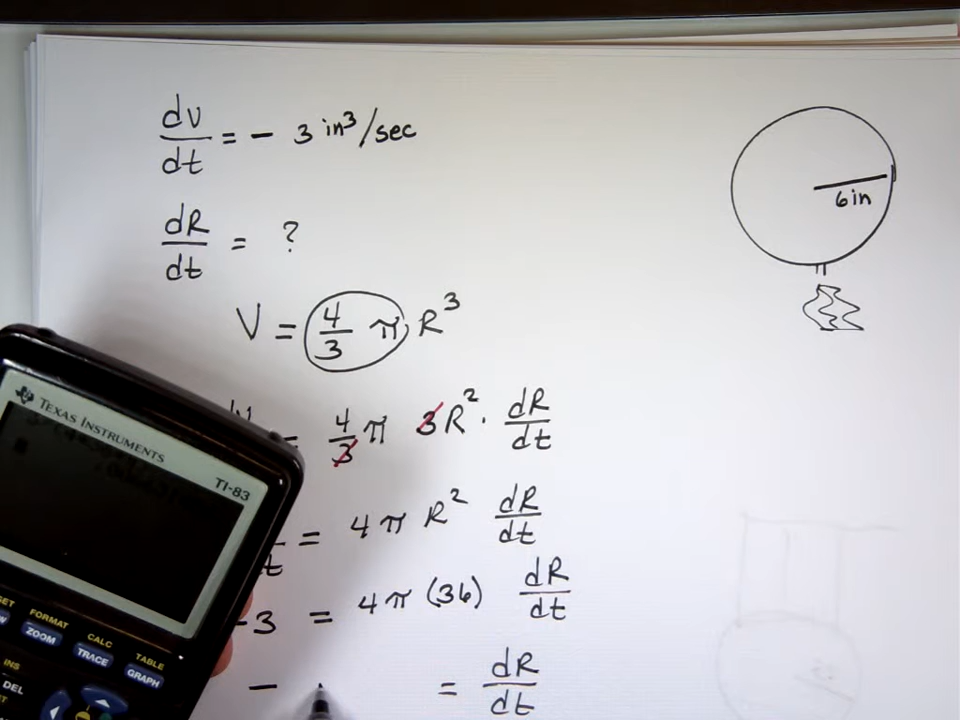 dv/dt = - 3 in³/sec
6in
dR/dt = ?
V = 4/3 π R³
= 4/3 π 3R² · dR/dt
= 4 π R² dR/dt
-3 = 4π (36) dR/dt
- = dR/dt
TEXAS INSTRUMENTS
TI-83
FORMAT CALC TABLE
ZOOM TRACE GRAPH
INS
DEL